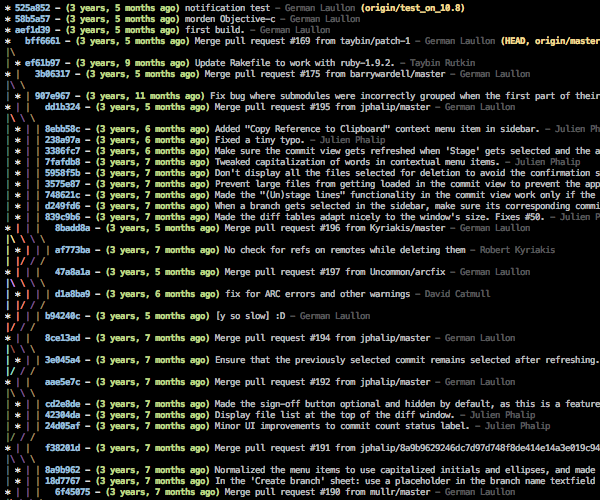 * 525a852 - (3 years, 5 months ago) notification test - German Laullon (origin/test_on_10.8)
* 58b5a57 - (3 years, 5 months ago) morden Objective-c - German Laullon
* aef1d39 - (3 years, 5 months ago) first build. - German Laullon
* bff6661 - (3 years, 5 months ago) Merge pull request #169 from taybin/patch-1 - German Laullon (HEAD, origin/master
|\
| * ef61b97 - (3 years, 9 months ago) Update Rakefile to work with ruby-1.9.2. - Taybin Rutkin
* | 3b06317 - (3 years, 5 months ago) Merge pull request #175 from barrywardell/master - German Laullon
|\ \
| * | 907e967 - (3 years, 11 months ago) Fix bug where submodules were incorrectly grouped when the first part of their
* | | dd1b324 - (3 years, 5 months ago) Merge pull request #195 from jphalip/master - German Laullon
|\ \ \
| * | | 8ebb58c - (3 years, 6 months ago) Added "Copy Reference to Clipboard" context menu item in sidebar. - Julien Ph
| * | | 238a97a - (3 years, 6 months ago) Fixed a tiny typo. - Julien Phalip
| * | | 3386fc7 - (3 years, 7 months ago) Make sure the commit view gets refreshed when 'Stage' gets selected and the a
| * | | 7fafdb8 - (3 years, 7 months ago) Tweaked capitalization of words in contextual menu items. - Julien Phalip
| * | | 5958f5b - (3 years, 7 months ago) Don't display all the files selected for deletion to avoid the confirmation s
| * | | 3575e87 - (3 years, 7 months ago) Prevent large files from getting loaded in the commit view to prevent the app
| * | | 748621c - (3 years, 7 months ago) Made the "(Un)stage lines" functionality in the commit view work only if the
| * | | d249fd6 - (3 years, 7 months ago) When a branch gets selected in the sidebar, make sure its corresponding commi
| * | | 839c9b6 - (3 years, 7 months ago) Made the diff tables adapt nicely to the window's size. Fixes #50. - Julien P
* | | | 8badd8a - (3 years, 5 months ago) Merge pull request #196 from Kyriakis/master - German Laullon
|\ \ \ \
| * | | | af773ba - (3 years, 7 months ago) No check for refs on remotes while deleting them - Robert Kyriakis
| |/ / /
* | | | 47a8a1a - (3 years, 5 months ago) Merge pull request #197 from Uncommon/arcfix - German Laullon
|\ \ \ \
| * | | | d1a8ba9 - (3 years, 6 months ago) fix for ARC errors and other warnings - David Catmull
| |/ / /
* | | | b94240c - (3 years, 5 months ago) [y so slow] :D - German Laullon
|/ / /
* | | 8ce13ad - (3 years, 7 months ago) Merge pull request #194 from jphalip/master - German Laullon
|\ \ \
| * | | 3e045a4 - (3 years, 7 months ago) Ensure that the previously selected commit remains selected after refreshing.
|/ / /
* | | aae5e7c - (3 years, 7 months ago) Merge pull request #192 from jphalip/master - German Laullon
|\ \ \
| * | | cd2e8de - (3 years, 7 months ago) Made the sign-off button optional and hidden by default, as this is a feature
| * | | 42304da - (3 years, 7 months ago) Display file list at the top of the diff window. - Julien Phalip
| * | | 24d05af - (3 years, 7 months ago) Minor UI improvements to commit count status label. - Julien Phalip
|/ / /
* | | f38201d - (3 years, 7 months ago) Merge pull request #191 from jphalip/8a9b9629246dc7d97d748f8de414e14a3e019c94
|\ \ \
| * | | 8a9b962 - (3 years, 7 months ago) Normalized the menu items to use capitalized initials and ellipses, and made
| * | | 18d7767 - (3 years, 7 months ago) In the 'Create branch' sheet: use a placeholder in the branch name textfield
* | | | 6f45075 - (3 years, 7 months ago) Merge pull request #190 from mullr/master - German Laullon